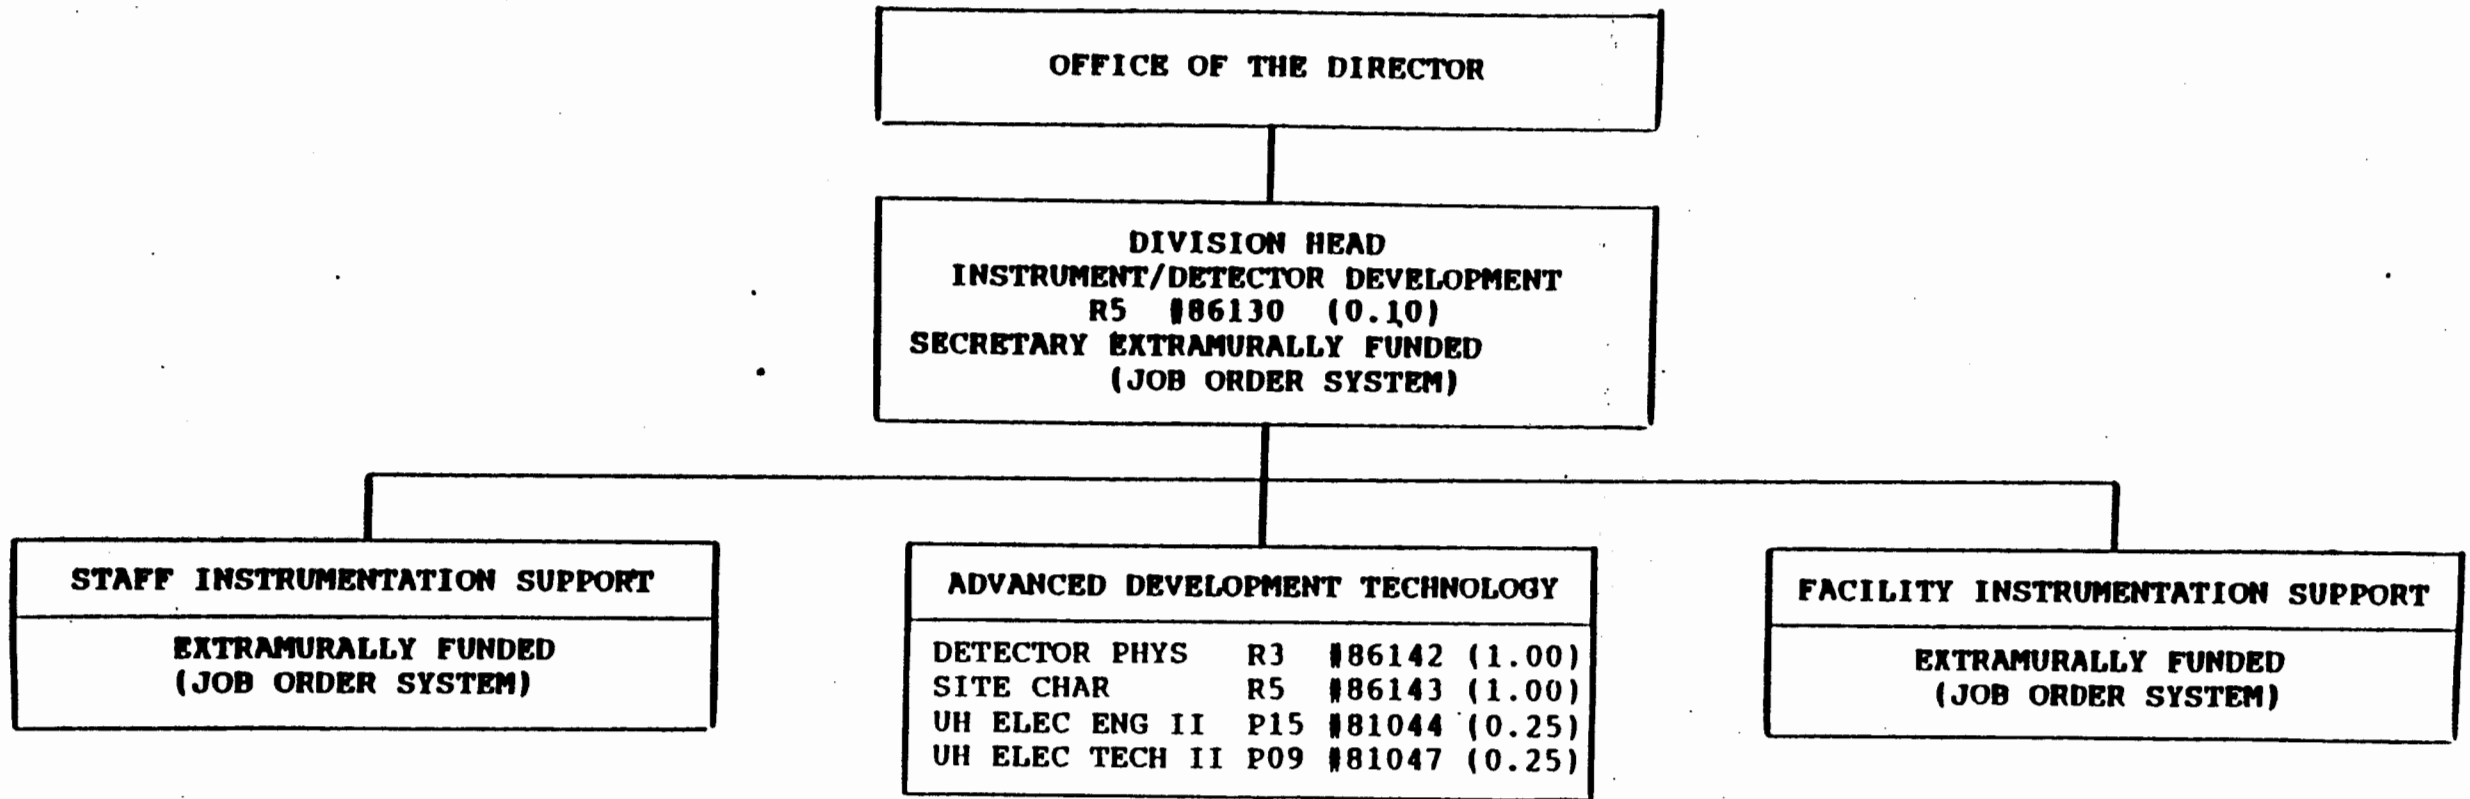 OFFICE OF THE DIRECTOR
DIVISION HEAD
INSTRUMENT/DETECTOR DEVELOPMENT
R5 #86130 (0.10)
SECRETARY EXTRAMURALLY FUNDED
(JOB ORDER SYSTEM)
STAFF INSTRUMENTATION SUPPORT
EXTRAMURALLY FUNDED
(JOB ORDER SYSTEM)
ADVANCED DEVELOPMENT TECHNOLOGY
DETECTOR PHYS R3 #86142 (1.00)
SITE CHAR R5 #86143 (1.00)
UH ELEC ENG II P15 #81044 (0.25)
UH ELEC TECH II P09 #81047 (0.25)
FACILITY INSTRUMENTATION SUPPORT
EXTRAMURALLY FUNDED
(JOB ORDER SYSTEM)